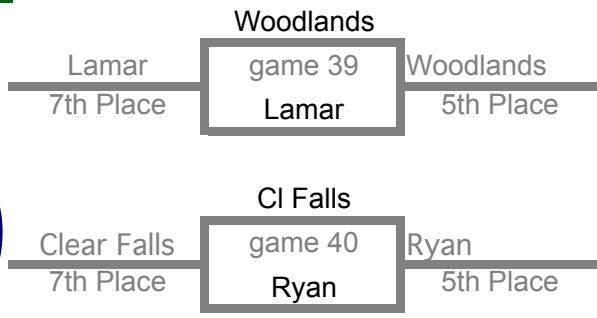 Woodlands
Lamar game 39 Woodlands
7th Place Lamar 5th Place
Cl Falls
Clear Falls game 40 Ryan
7th Place Ryan 5th Place